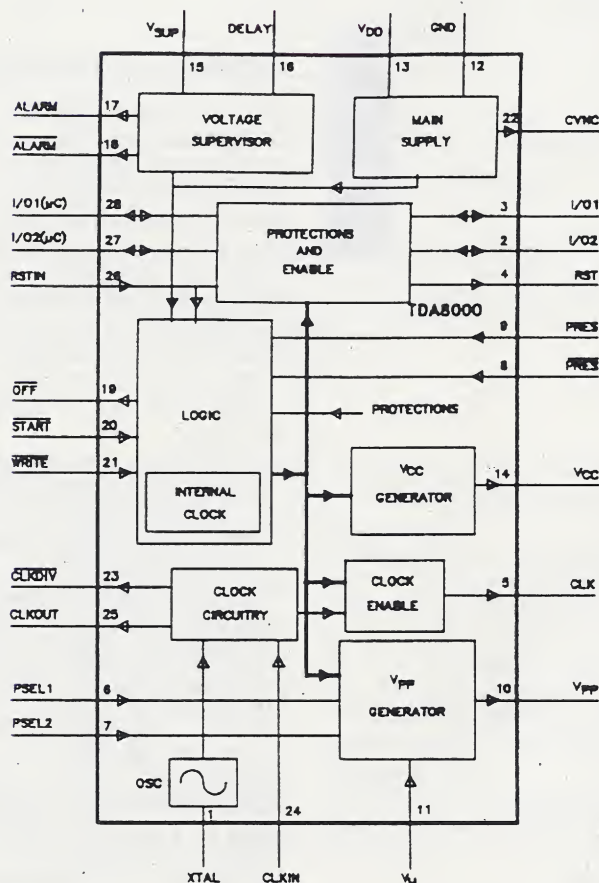 VSUP DELAY VDD GND
15 16 13 12
ALARM 17 VOLTAGE SUPERVISOR MAIN SUPPLY 22 CVNC
ALARM 18
I/O1(μC) 28 3 I/O1
I/O2(μC) 27 PROTECTIONS AND ENABLE 2 I/O2
RSTIN 26 4 RST
TDA8000
9 PRES
8 PRES
OFF 19 LOGIC PROTECTIONS
START 20
WRITE 21 INTERNAL CLOCK VCC GENERATOR 14 VCC
CLKDIV 23 CLOCK CIRCUITRY CLOCK ENABLE 5 CLK
CLKOUT 25
PSEL1 6 VPP GENERATOR 10 VPP
PSEL2 7
OSC
1 24 11
XTAL CLKIN VH